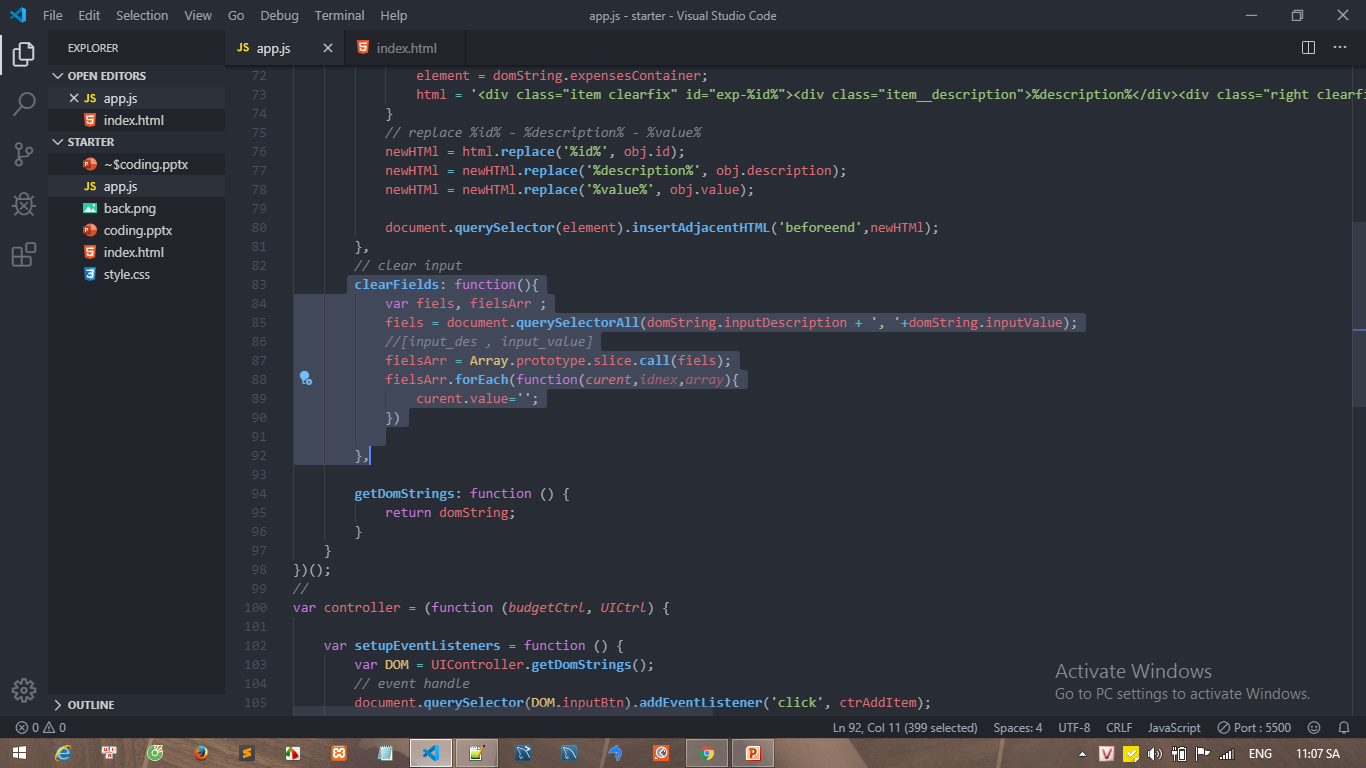 File Edit Selection View Go Debug Terminal Help
app.js - starter - Visual Studio Code
EXPLORER
OPEN EDITORS
JS app.js
index.html
STARTER
~$coding.pptx
JS app.js
back.png
coding.pptx
index.html
style.css
OUTLINE
JS app.js
index.html
72 element = domString.expensesContainer;
73 html = '<div class="item clearfix" id="exp-%id%"><div class="item__description">%description%</div><div class="right clearfi
74 }
75 // replace %id% - %description% - %value%
76 newHTMl = html.replace('%id%', obj.id);
77 newHTMl = newHTMl.replace('%description%', obj.description);
78 newHTMl = newHTMl.replace('%value%', obj.value);
79
80 document.querySelector(element).insertAdjacentHTML('beforeend',newHTMl);
81 },
82 // clear input
83 clearFields: function(){
84 var fiels, fielsArr ;
85 fiels = document.querySelectorAll(domString.inputDescription + ', '+domString.inputValue);
86 //[input_des , input_value]
87 fielsArr = Array.prototype.slice.call(fiels);
88 fielsArr.forEach(function(curent,idnex,array){
89 curent.value='';
90 })
91
92 },
93
94 getDomStrings: function () {
95 return domString;
96 }
97 }
98 })();
99 //
100 var controller = (function (budgetCtrl, UICtrl) {
101
102 var setupEventListeners = function () {
103 var DOM = UIController.getDomStrings();
104 // event handle
105 document.querySelector(DOM.inputBtn).addEventListener('click', ctrAddItem);
Activate Windows
Go to PC settings to activate Windows.
0 0
Ln 92, Col 11 (399 selected) Spaces: 4 UTF-8 CRLF JavaScript Port : 5500
ENG 11:07 SA